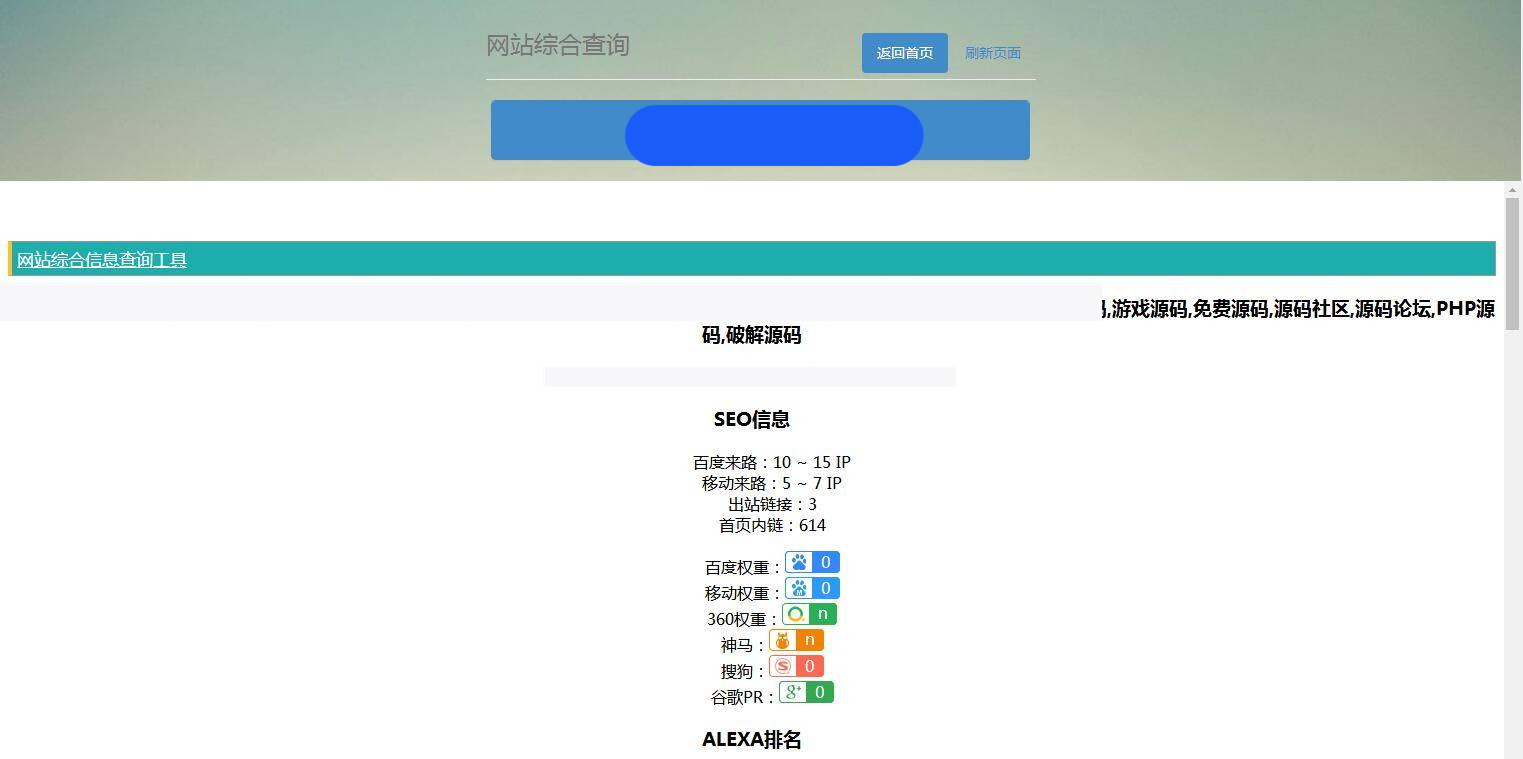 网站综合查询
返回首页 刷新页面
网站综合信息查询工具
,游戏源码,免费源码,源码社区,源码论坛,PHP源
码,破解源码
SEO信息
百度来路：10 ~ 15 IP
移动来路：5 ~ 7 IP
出站链接：3
首页内链：614
百度权重：0
移动权重：0
360权重：n
神马：n
搜狗：0
谷歌PR：0
ALEXA排名